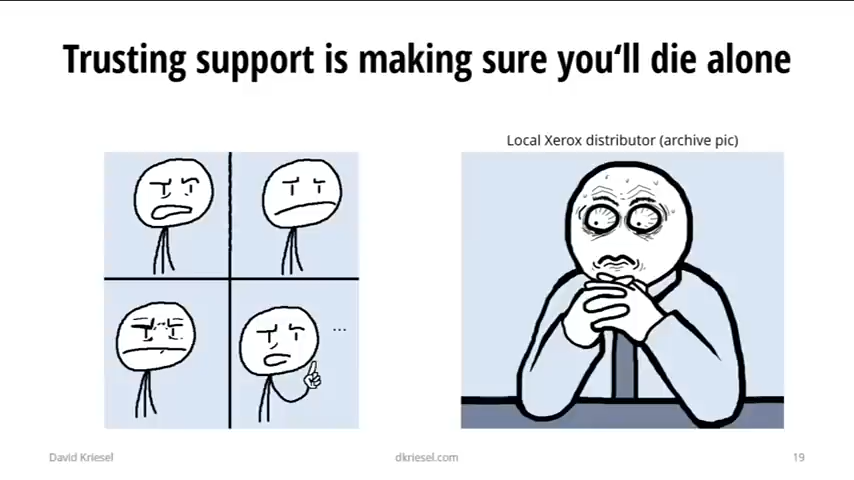 Trusting support is making sure you‘ll die alone
Local Xerox distributor (archive pic)
...
David Kriesel
dkriesel.com
19